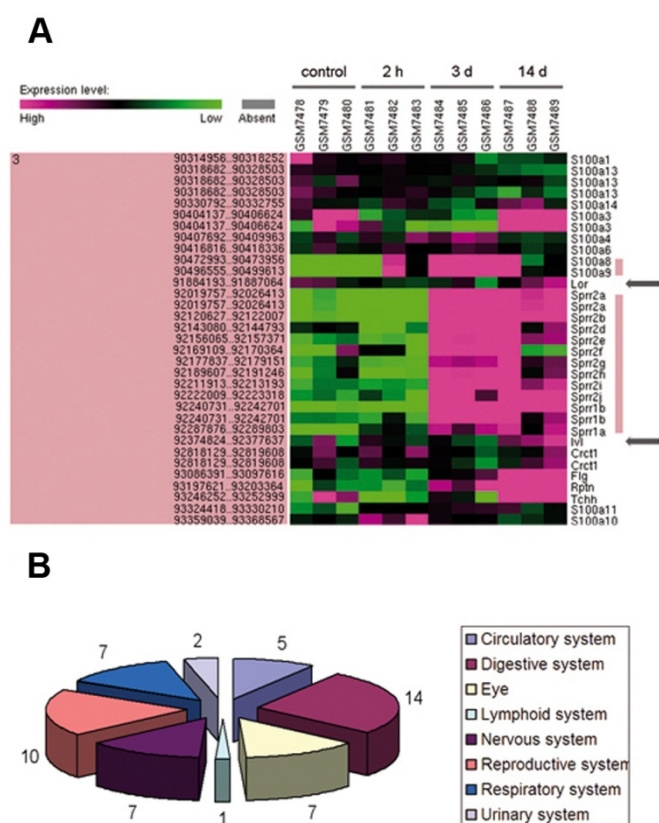 A
Expression level:
High
Low
Absent
control
2 h
3 d
14 d
GSM7478
GSM7479
GSM7480
GSM7481
GSM7482
GSM7483
GSM7484
GSM7485
GSM7486
GSM7487
GSM7488
GSM7489
3
90314956..90318252 S100a1
90318682..90328503 S100a13
90318682..90328503 S100a13
90318682..90328503 S100a13
90330792..90332755 S100a14
90404137..90406624 S100a3
90404137..90406624 S100a3
90407692..90409963 S100a4
90416816..90418336 S100a6
90472993..90473956 S100a8
90496555..90499613 S100a9
91884193..91887064 Lor
92019757..92026413 Sprr2a
92019757..92026413 Sprr2a
92120627..92122007 Sprr2b
92143080..92144793 Sprr2d
92156065..92157371 Sprr2e
92169109..92170364 Sprr2f
92177837..92179151 Sprr2g
92189607..92191246 Sprr2h
92211913..92213193 Sprr2i
92222009..92223318 Sprr2j
92240731..92242701 Sprr1b
92240731..92242701 Sprr1b
92287876..92289803 Sprr1a
92374824..92377637 Ivl
92818129..92819608 Crct1
92818129..92819608 Crct1
93086391..93097616 Flg
93197621..93203364 Rptn
93246252..93252999 Tchh
93324418..93330210 S100a11
93359039..93368567 S100a10
B
2
5
7
14
10
7
1
7
Circulatory system
Digestive system
Eye
Lymphoid system
Nervous system
Reproductive system
Respiratory system
Urinary system